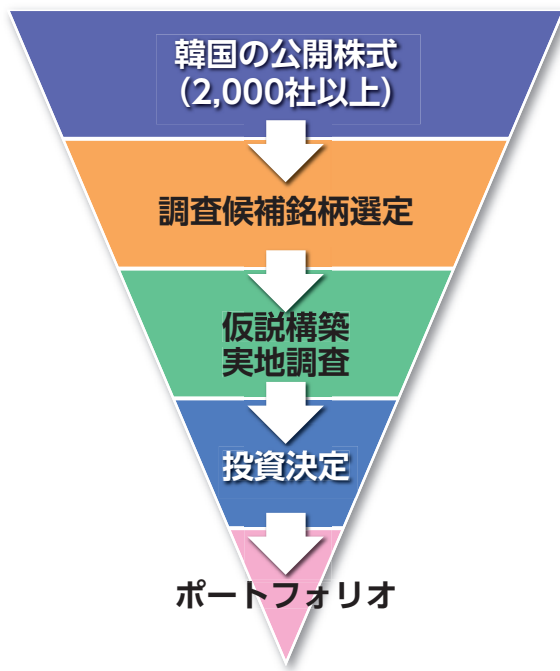 韓国の公開株式
（2,000社以上）
調査候補銘柄選定
仮説構築
実地調査
投資決定
ポートフォリオ